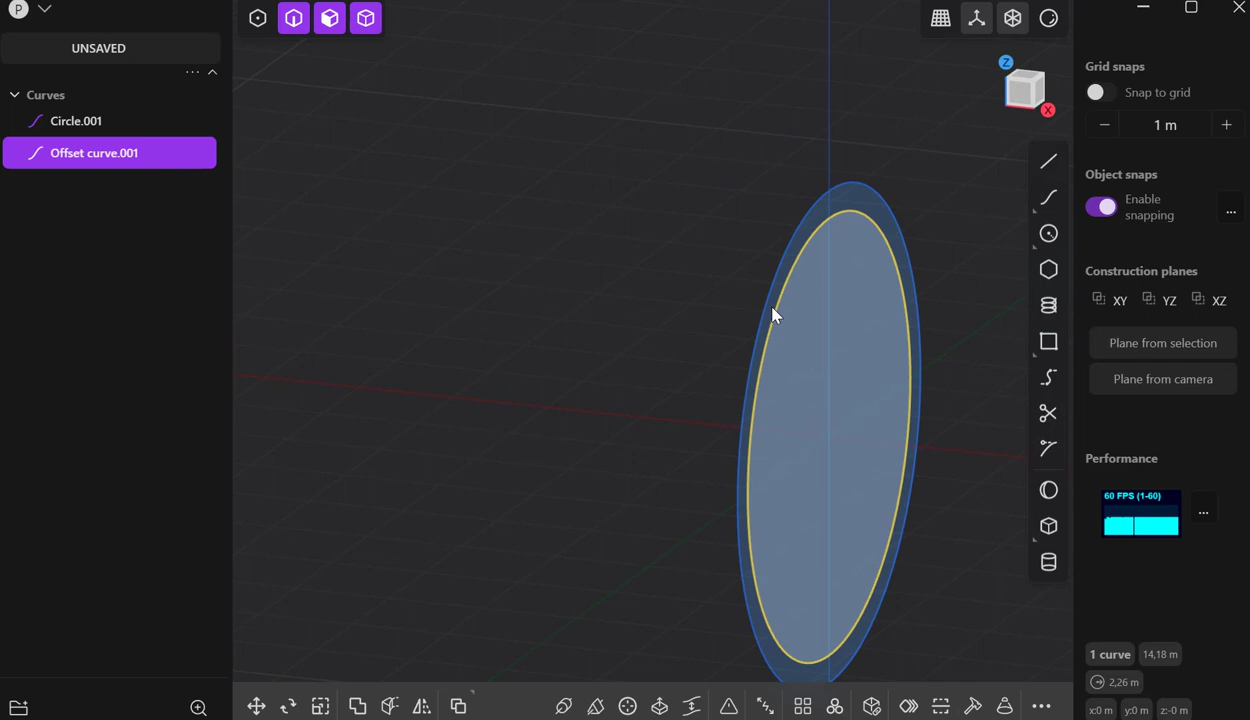 P
UNSAVED
Curves
Circle.001
Offset curve.001
Z
X
Grid snaps
Snap to grid
1 m
Object snaps
Enable
snapping
...
Construction planes
XY YZ XZ
Plane from selection
Plane from camera
Performance
60 FPS (1-60)
...
1 curve 14,18 m
2,26 m
x:0 m y:0 m z:-0 m